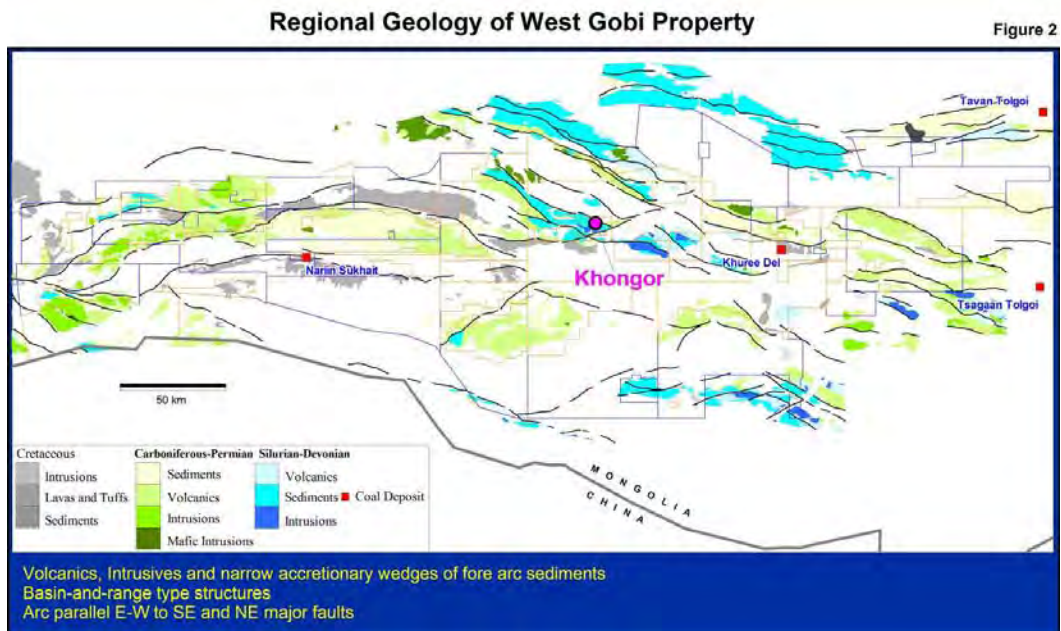 Regional Geology of West Gobi Property
Figure 2
Tavan Tolgoi
Khongor
Nariin Sukhait
Khuree Del
Tsagaan Tolgoi
50 km
MONGOLIA
CHINA
Cretaceous
Intrusions
Lavas and Tuffs
Sediments
Carboniferous-Permian
Sediments
Volcanics
Intrusions
Mafic Intrusions
Silurian-Devonian
Volcanics
Sediments
Intrusions
Coal Deposit
Volcanics, Intrusives and narrow accretionary wedges of fore arc sediments
Basin-and-range type structures
Arc parallel E-W to SE and NE major faults